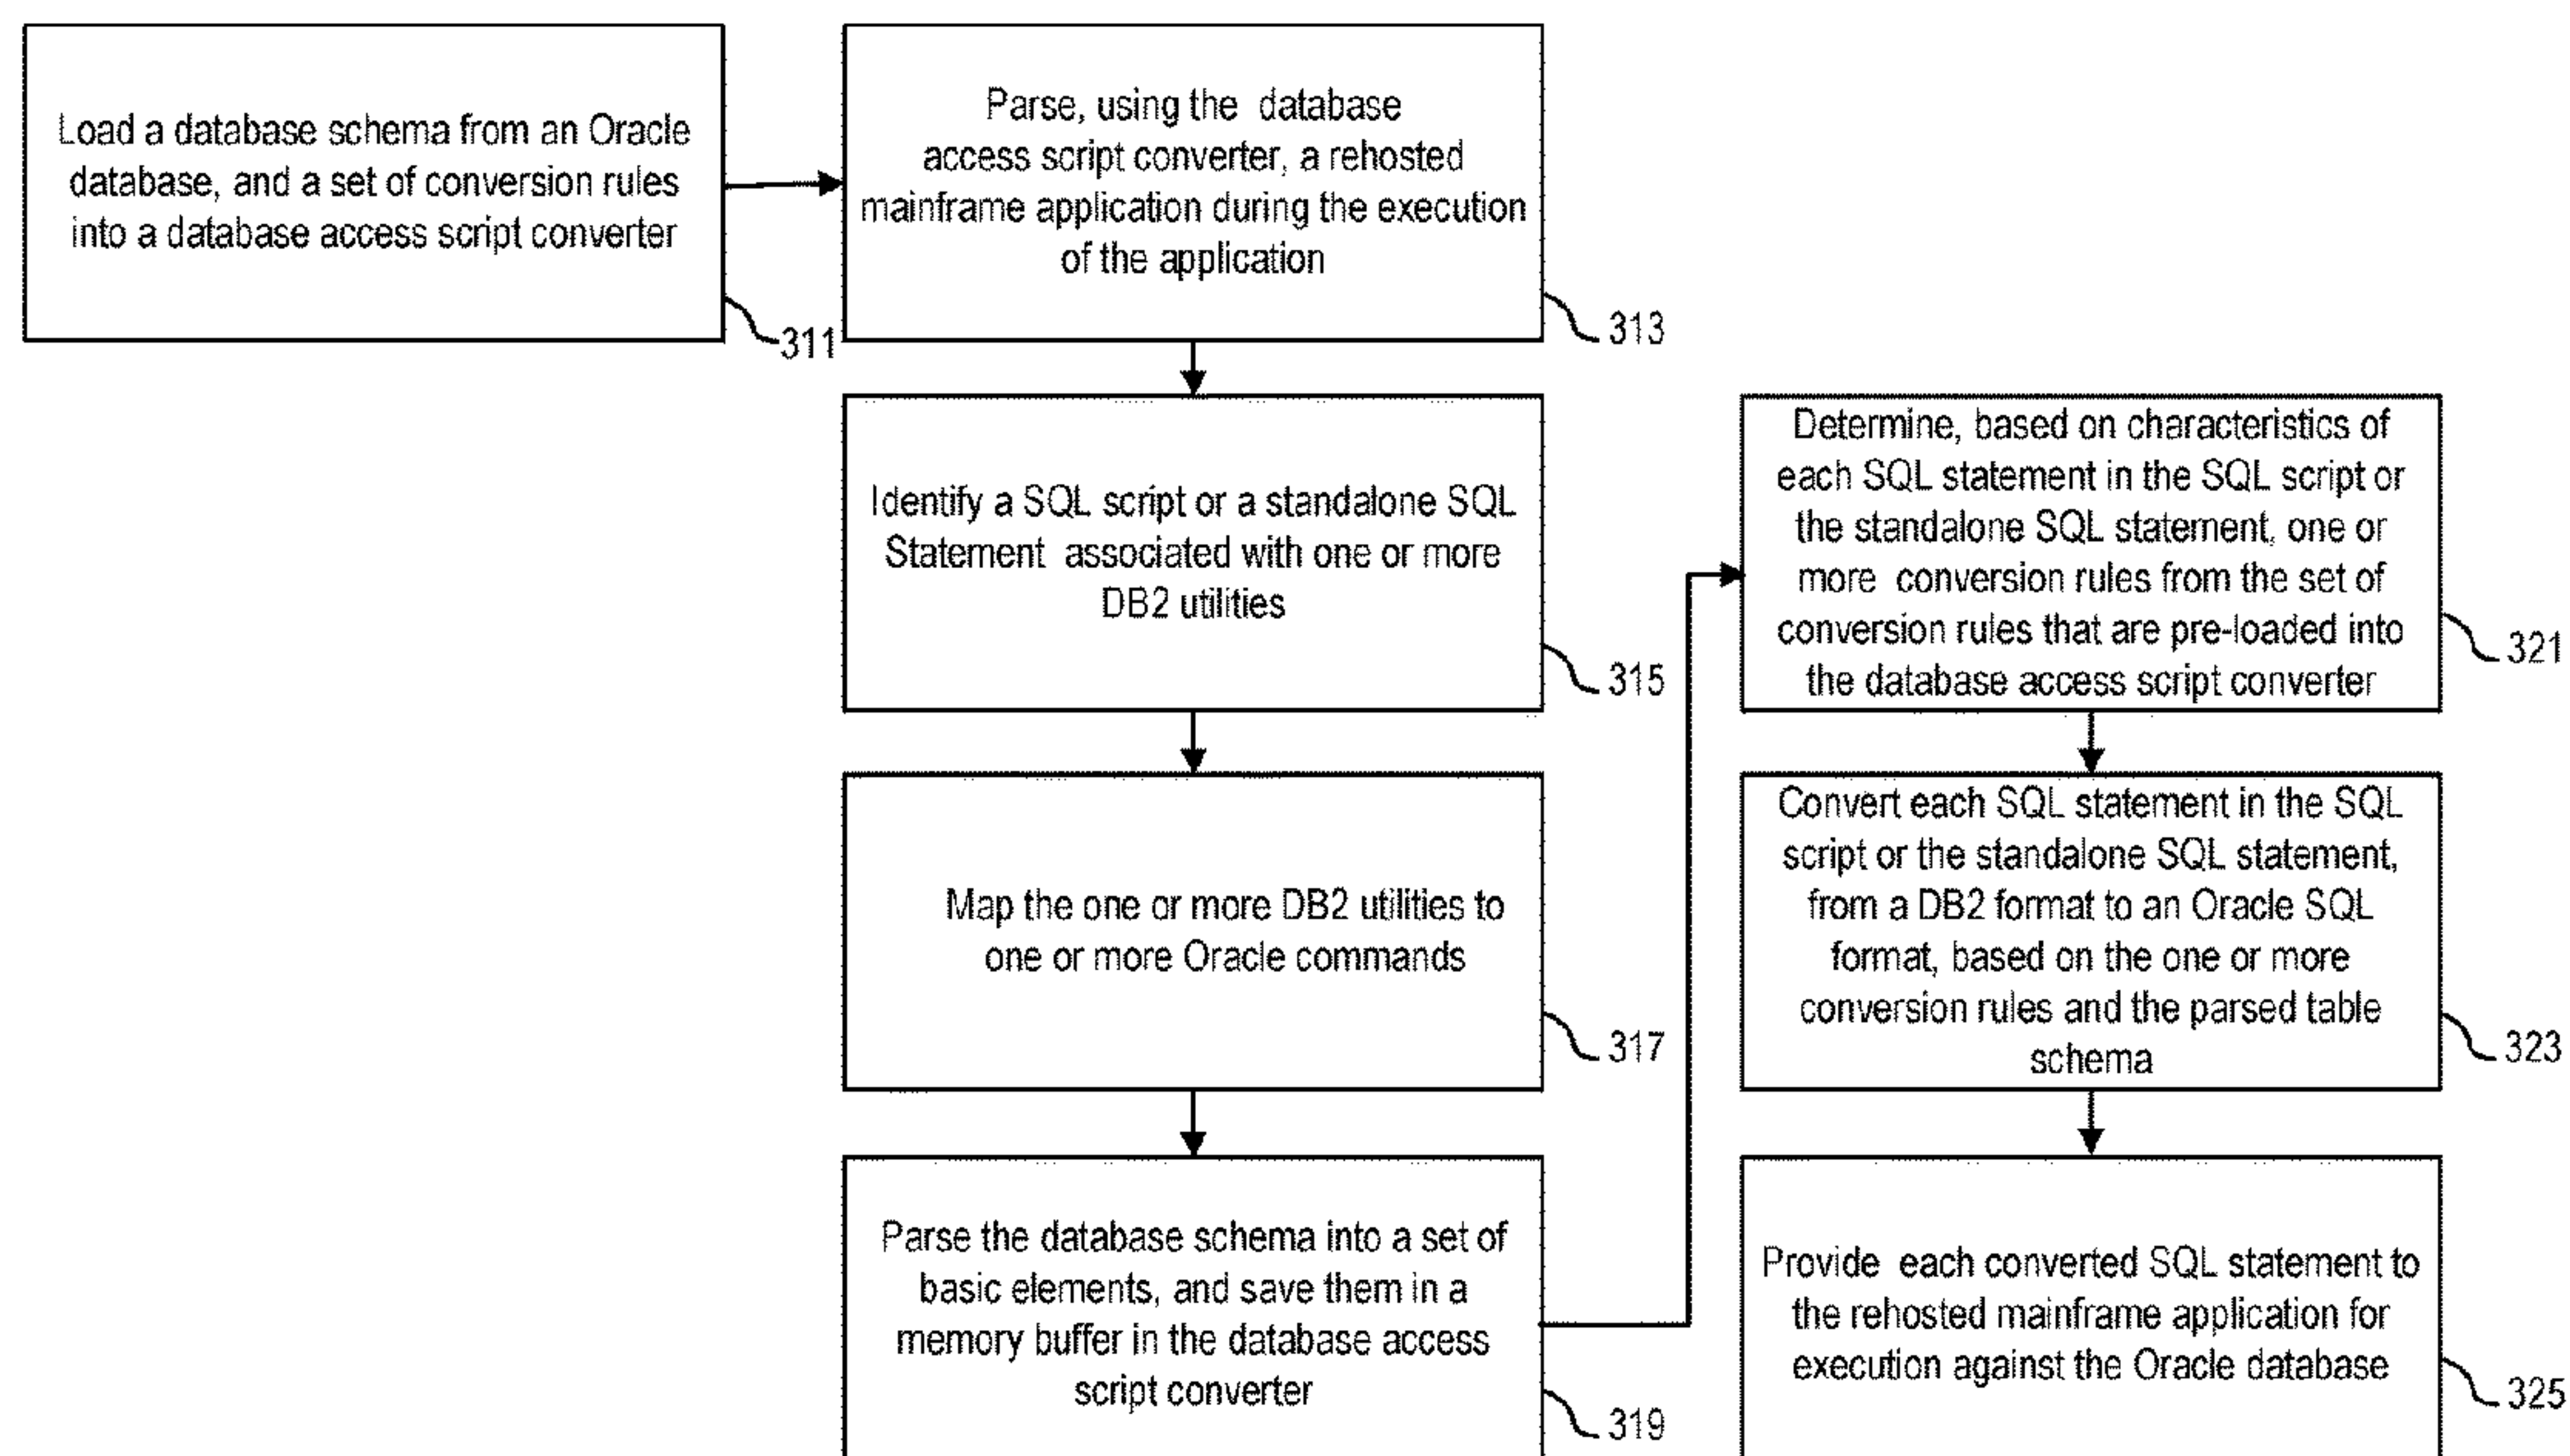 Load a database schema from an Oracle
database, and a set of conversion rules
into a database access script converter
311
Parse, using the database
access script converter, a rehosted
mainframe application during the execution
of the application
313
Identify a SQL script or a standalone SQL
Statement associated with one or more
DB2 utilities
315
Map the one or more DB2 utilities to
one or more Oracle commands
317
Parse the database schema into a set of
basic elements, and save them in a
memory buffer in the database access
script converter
319
Determine, based on characteristics of
each SQL statement in the SQL script or
the standalone SQL statement, one or
more conversion rules from the set of
conversion rules that are pre-loaded into
the database access script converter
321
Convert each SQL statement in the SQL
script or the standalone SQL statement,
from a DB2 format to an Oracle SQL
format, based on the one or more
conversion rules and the parsed table
schema
323
Provide each converted SQL statement to
the rehosted mainframe application for
execution against the Oracle database
325